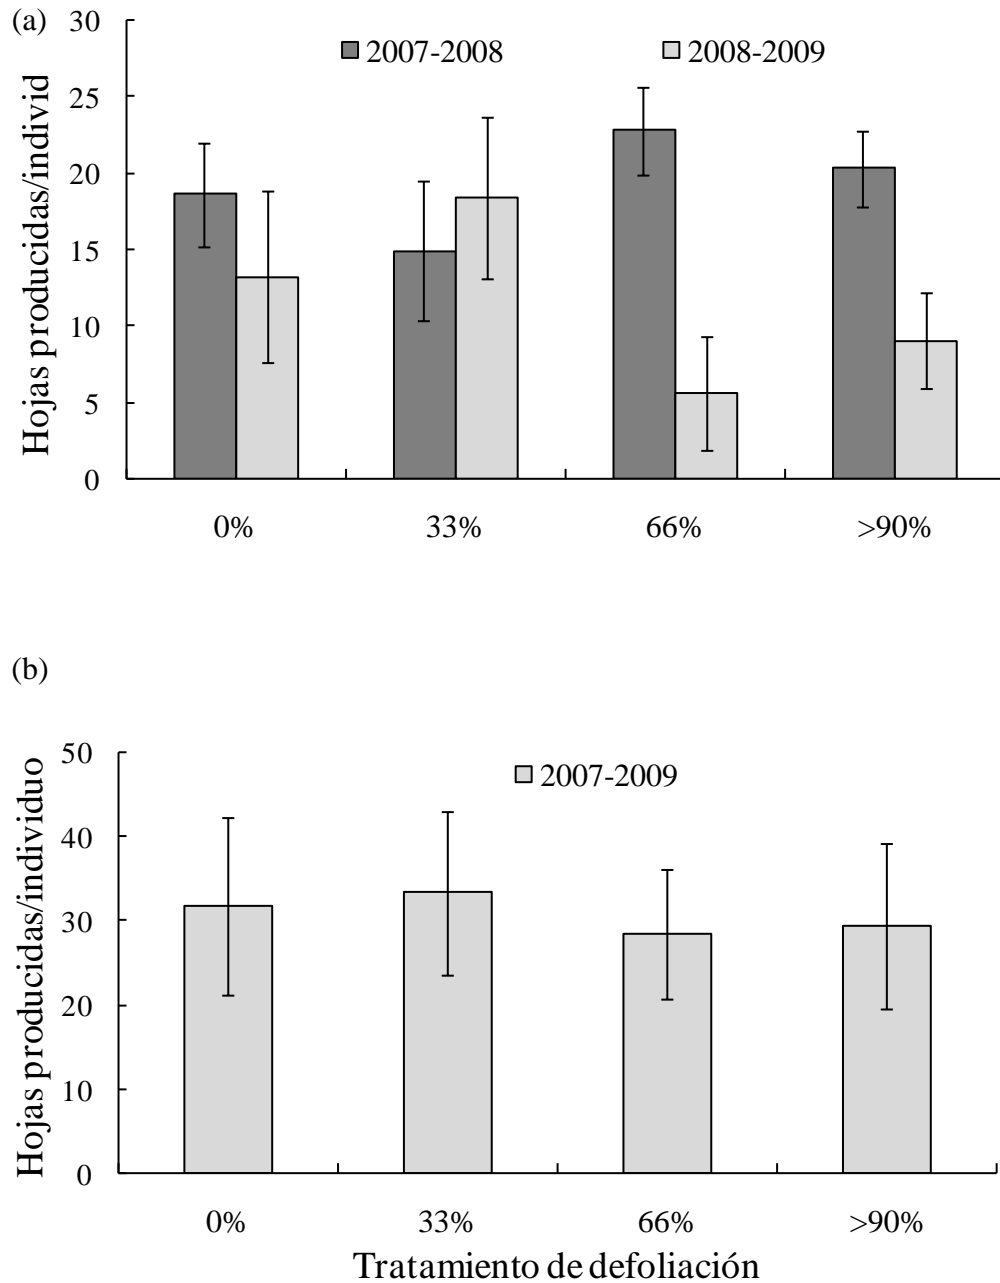 (a)
Hojas producidas/individ
30
25
20
15
10
5
0
2007-2008 2008-2009
0% 33% 66% >90%
(b)
Hojas producidas/individuo
50
40
30
20
10
0
2007-2009
0% 33% 66% >90%
Tratamiento de defoliación